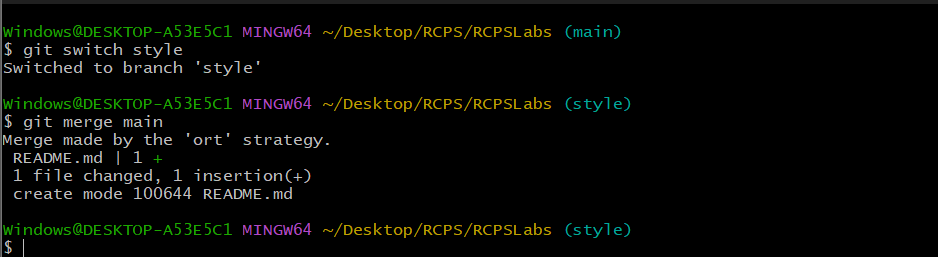 Windows@DESKTOP-A53E5C1 MINGW64 ~/Desktop/RCPS/RCPSLabs (main)
$ git switch style
Switched to branch 'style'
Windows@DESKTOP-A53E5C1 MINGW64 ~/Desktop/RCPS/RCPSLabs (style)
$ git merge main
Merge made by the 'ort' strategy.
README.md | 1 +
1 file changed, 1 insertion(+)
create mode 100644 README.md
Windows@DESKTOP-A53E5C1 MINGW64 ~/Desktop/RCPS/RCPSLabs (style)
$